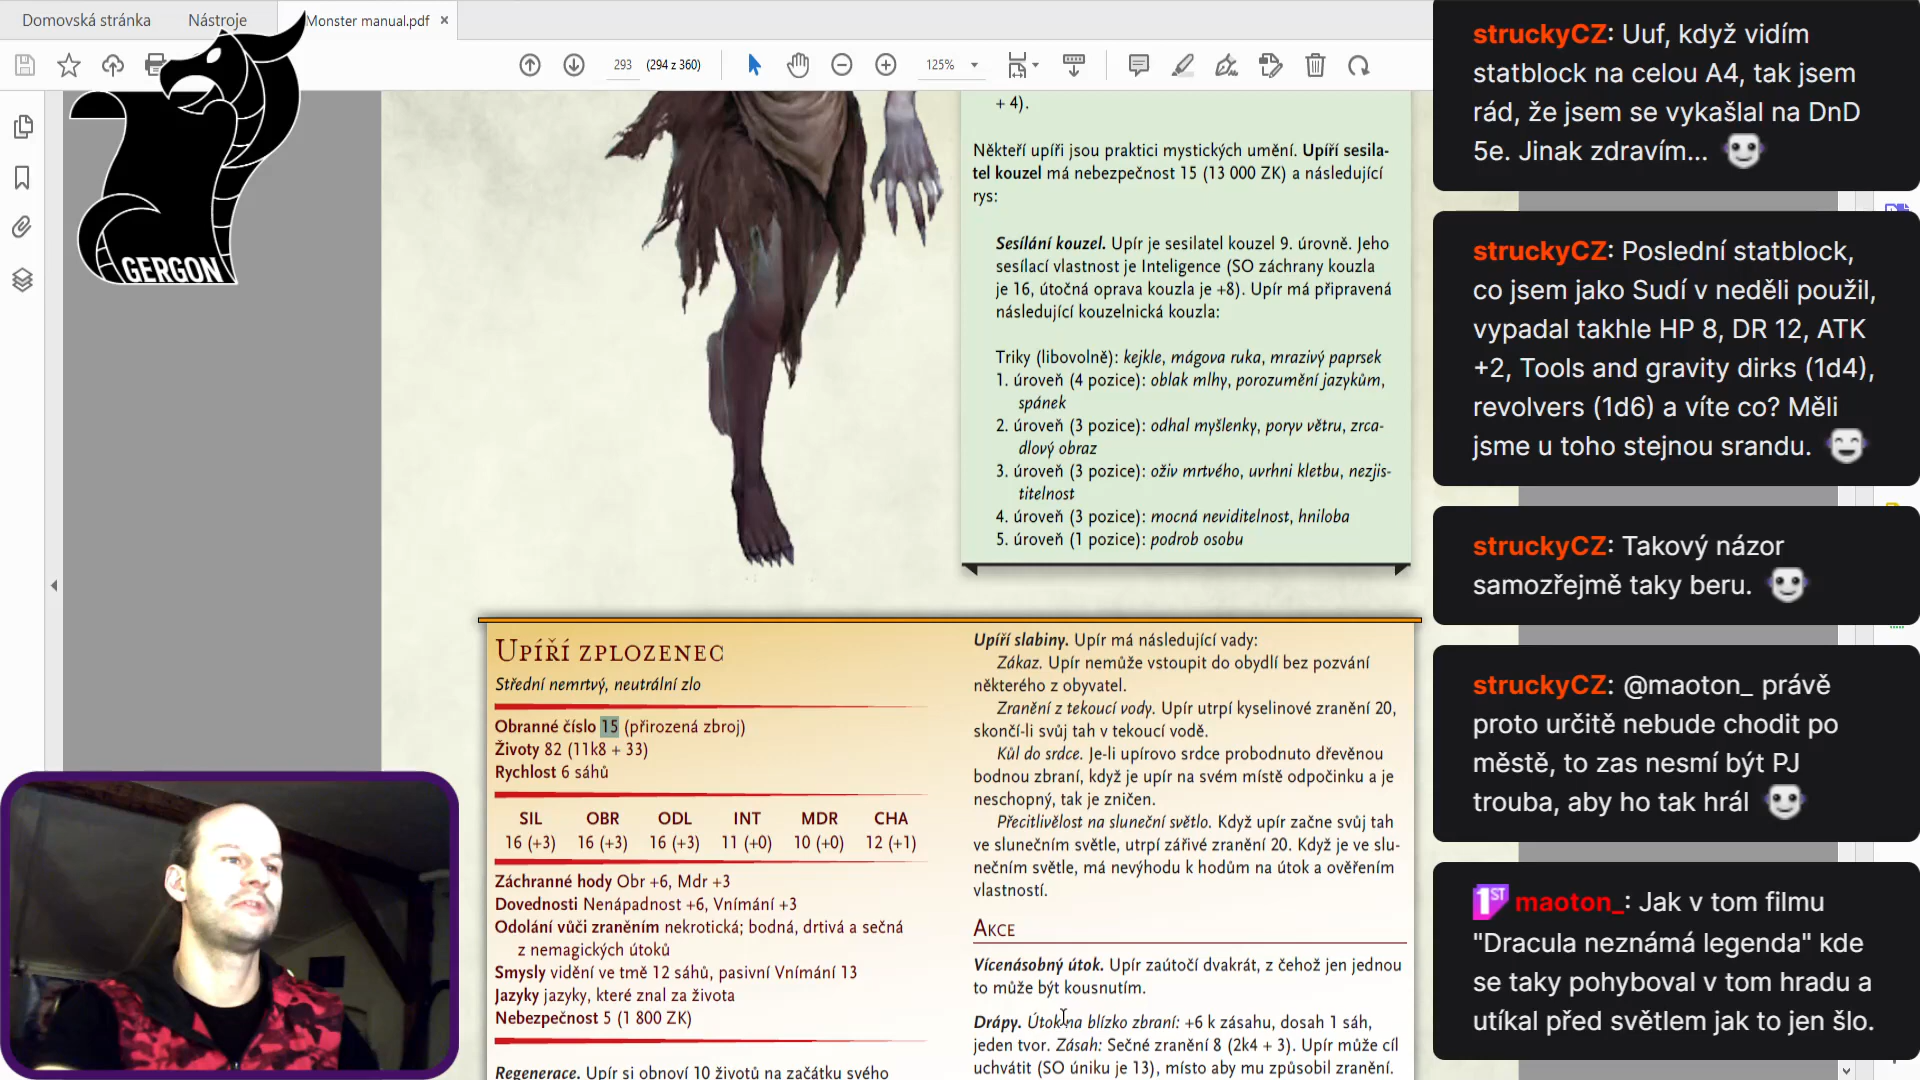 Domovská stránka
Nástroje
Monster manual.pdf
293
(294 z 360)
125%
GERGON
+ 4).
Někteří upíři jsou praktici mystických umění. Upíří sesila-
tel kouzel má nebezpečnost 15 (13 000 ZK) a následující
rys:
Sesílání kouzel. Upír je sesilatel kouzel 9. úrovně. Jeho
sesílací vlastnost je Inteligence (SO záchrany kouzla
je 16, útočná oprava kouzla je +8). Upír má připravená
následující kouzelnická kouzla:
Triky (libovolně): kejkle, mágova ruka, mrazivý paprsek
1. úroveň (4 pozice): oblak mlhy, porozumění jazykům,
spánek
2. úroveň (3 pozice): odhal myšlenky, poryv větru, zrca-
dlový obraz
3. úroveň (3 pozice): oživ mrtvého, uvrhni kletbu, nezjis-
titelnost
4. úroveň (3 pozice): mocná neviditelnost, hniloba
5. úroveň (1 pozice): podrob osobu
Upíří zplozenec
Střední nemrtvý, neutrální zlo
Obranné číslo 15 (přirozená zbroj)
Životy 82 (11k8 + 33)
Rychlost 6 sáhů
SIL OBR ODL INT MDR CHA
16 (+3) 16 (+3) 16 (+3) 11 (+0) 10 (+0) 12 (+1)
Záchranné hody Obr +6, Mdr +3
Dovednosti Nenápadnost +6, Vnímání +3
Odolání vůči zraněním nekrotická; bodná, drtivá a sečná
z nemagických útoků
Smysly vidění ve tmě 12 sáhů, pasivní Vnímání 13
Jazyky jazyky, které znal za života
Nebezpečnost 5 (1 800 ZK)
Regenerace. Upír si obnoví 10 životů na začátku svého
Upíří slabiny. Upír má následující vady:
Zákaz. Upír nemůže vstoupit do obydlí bez pozvání
některého z obyvatel.
Zranění z tekoucí vody. Upír utrpí kyselinové zranění 20,
skončí-li svůj tah v tekoucí vodě.
Kůl do srdce. Je-li upírovo srdce probodnuto dřevěnou
bodnou zbraní, když je upír na svém místě odpočinku a je
neschopný, tak je zničen.
Přecitlivělost na sluneční světlo. Když upír začne svůj tah
ve slunečním světle, utrpí zářivé zranění 20. Když je ve slu-
nečním světle, má nevýhodu k hodům na útok a ověřením
vlastností.
Akce
Vícenásobný útok. Upír zaútočí dvakrát, z čehož jen jednou
to může být kousnutím.
Drápy. Útok na blízko zbraní: +6 k zásahu, dosah 1 sáh,
jeden tvor. Zásah: Sečné zranění 8 (2k4 + 3). Upír může cíl
uchvátit (SO úniku je 13), místo aby mu způsobil zranění.
struckyCZ: Uuf, když vidím
statblock na celou A4, tak jsem
rád, že jsem se vykašlal na DnD
5e. Jinak zdravím...
struckyCZ: Poslední statblock,
co jsem jako Sudí v neděli použil,
vypadal takhle HP 8, DR 12, ATK
+2, Tools and gravity dirks (1d4),
revolvers (1d6) a víte co? Měli
jsme u toho stejnou srandu.
struckyCZ: Takový názor
samozřejmě taky beru.
struckyCZ: @maoton_ právě
proto určitě nebude chodit po
městě, to zas nesmí být PJ
trouba, aby ho tak hrál
1ST maoton_: Jak v tom filmu
"Dracula neznámá legenda" kde
se taky pohyboval v tom hradu a
utíkal před světlem jak to jen šlo.